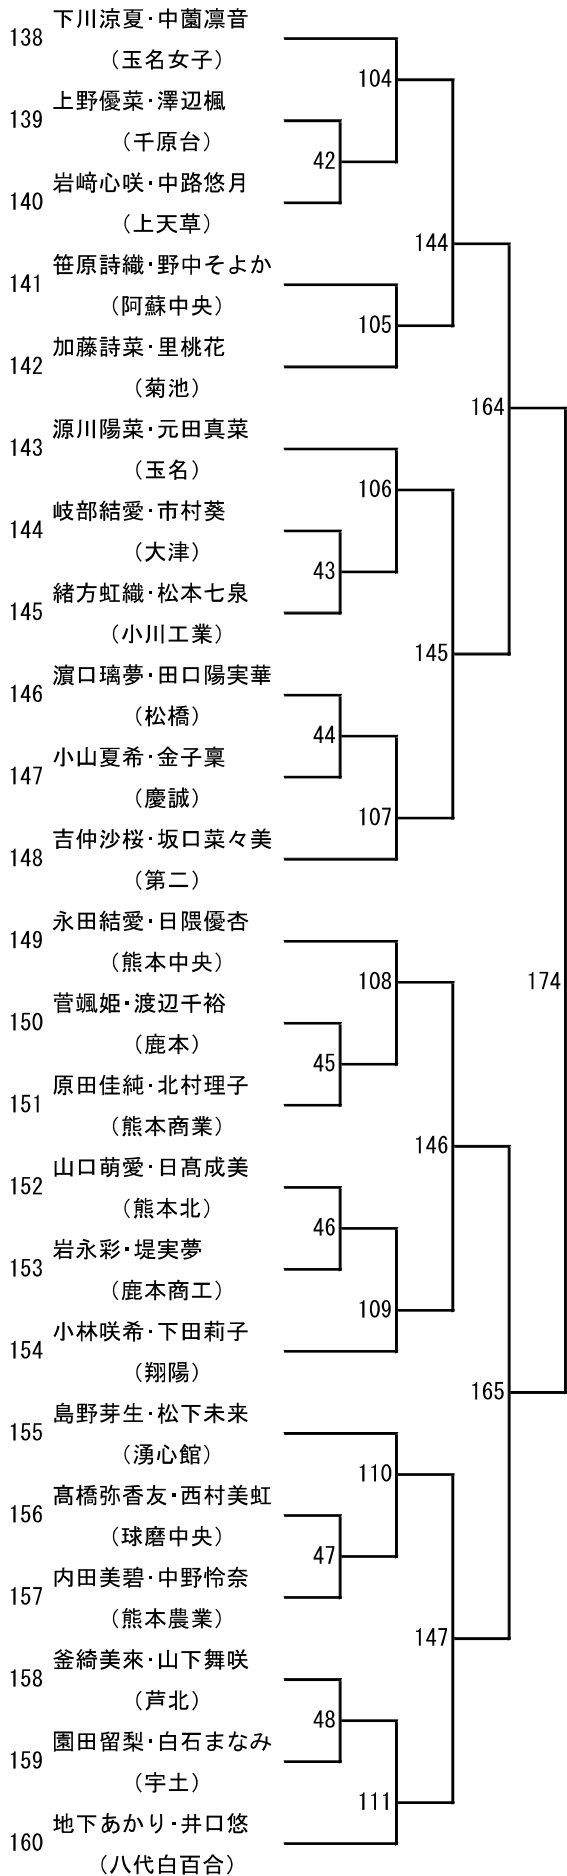 下川涼夏・中薗凛音
138
(玉名女子)
104
上野優菜・澤辺楓
139
(千原台)
42
岩﨑心咲・中路悠月
140
(上天草)
144
笹原詩織・野中そよか
141
(阿蘇中央)
105
加藤詩菜・里桃花
142
(菊池)
164
源川陽菜・元田真菜
143
(玉名)
106
岐部結愛・市村葵
144
(大津)
43
緒方虹織・松本七泉
145
(小川工業)
145
濵口璃夢・田口陽実華
146
(松橋)
44
小山夏希・金子稟
147
(慶誠)
107
吉仲沙桜・坂口菜々美
148
(第二)
永田結愛・日隈優杏
149
(熊本中央)
108
174
菅颯姫・渡辺千裕
150
(鹿本)
45
原田佳純・北村理子
151
(熊本商業)
146
山口萌愛・日髙成美
152
(熊本北)
46
岩永彩・堤実夢
153
(鹿本商工)
109
小林咲希・下田莉子
154
(翔陽)
165
島野芽生・松下未来
155
(湧心館)
110
髙橋弥香友・西村美虹
156
(球磨中央)
47
内田美碧・中野怜奈
157
(熊本農業)
147
釜綺美來・山下舞咲
158
(芦北)
48
園田留梨・白石まなみ
159
(宇土)
111
地下あかり・井口悠
160
(八代白百合)